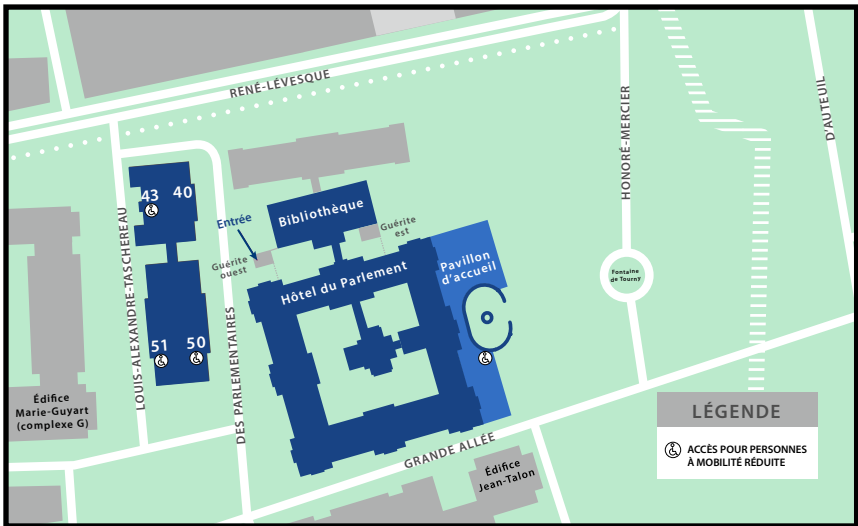 RENÉ-LÉVESQUE
HONORÉ-MERCIER
D'AUTEUIL
43 40
LOUIS-ALEXANDRE-TASCHEREAU
Entrée
Bibliothèque
Guérite
est
Guérite
ouest
Pavillon
d'accueil
Hôtel du Parlement
Fontaine
de Tourny
51 50
DES PARLEMENTAIRES
Édifice
Marie-Guyart
(complexe G)
GRANDE ALLÉE
Édifice
Jean-Talon
LÉGENDE
ACCÈS POUR PERSONNES
À MOBILITÉ RÉDUITE